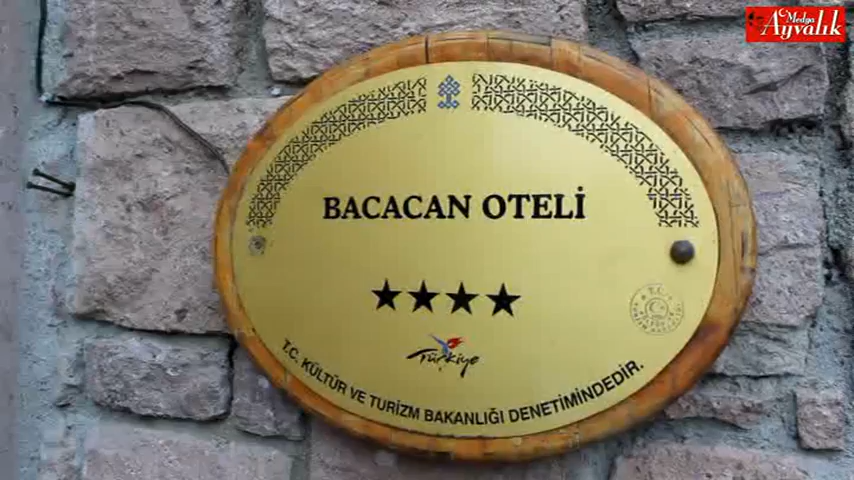 Medya
Ayvalık
BACACAN OTELİ
★★★★
T.C.
Türkiye
T.C. KÜLTÜR VE TURİZM BAKANLIĞI DENETİMİNDEDİR.